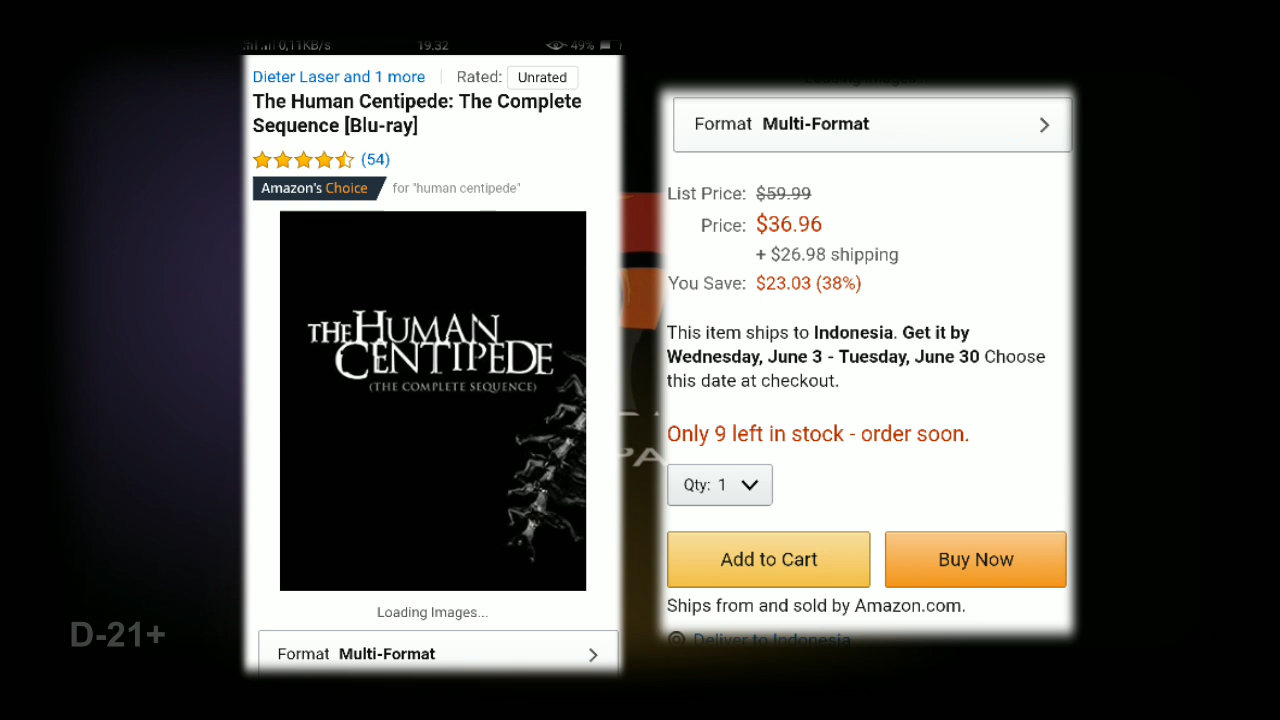 0,11KB/s 19.32 49%
Dieter Laser and 1 more Rated: Unrated
The Human Centipede: The Complete
Sequence [Blu-ray]
(54)
Amazon's Choice for "human centipede"
THE HUMAN
CENTIPEDE
(THE COMPLETE SEQUENCE)
Loading Images...
Format Multi-Format
D-21+
Format Multi-Format
List Price: $59.99
Price: $36.96
+ $26.98 shipping
You Save: $23.03 (38%)
This item ships to Indonesia. Get it by
Wednesday, June 3 - Tuesday, June 30 Choose
this date at checkout.
Only 9 left in stock - order soon.
Qty: 1
Add to Cart Buy Now
Ships from and sold by Amazon.com.
Deliver to Indonesia